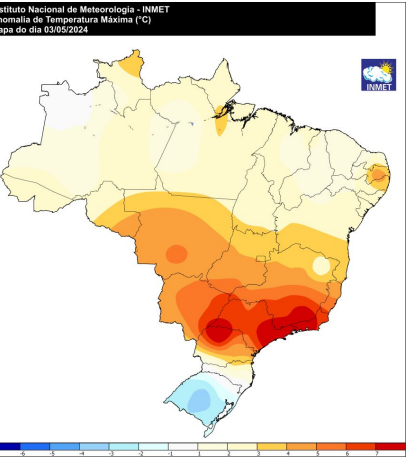 stituto Nacional de Meteorologia - INMET
nomalia de Temperatura Máxima (°C)
apa do dia 03/05/2024
INMET
-6 -5 -4 -3 -2 -1 1 2 3 4 5 6 7